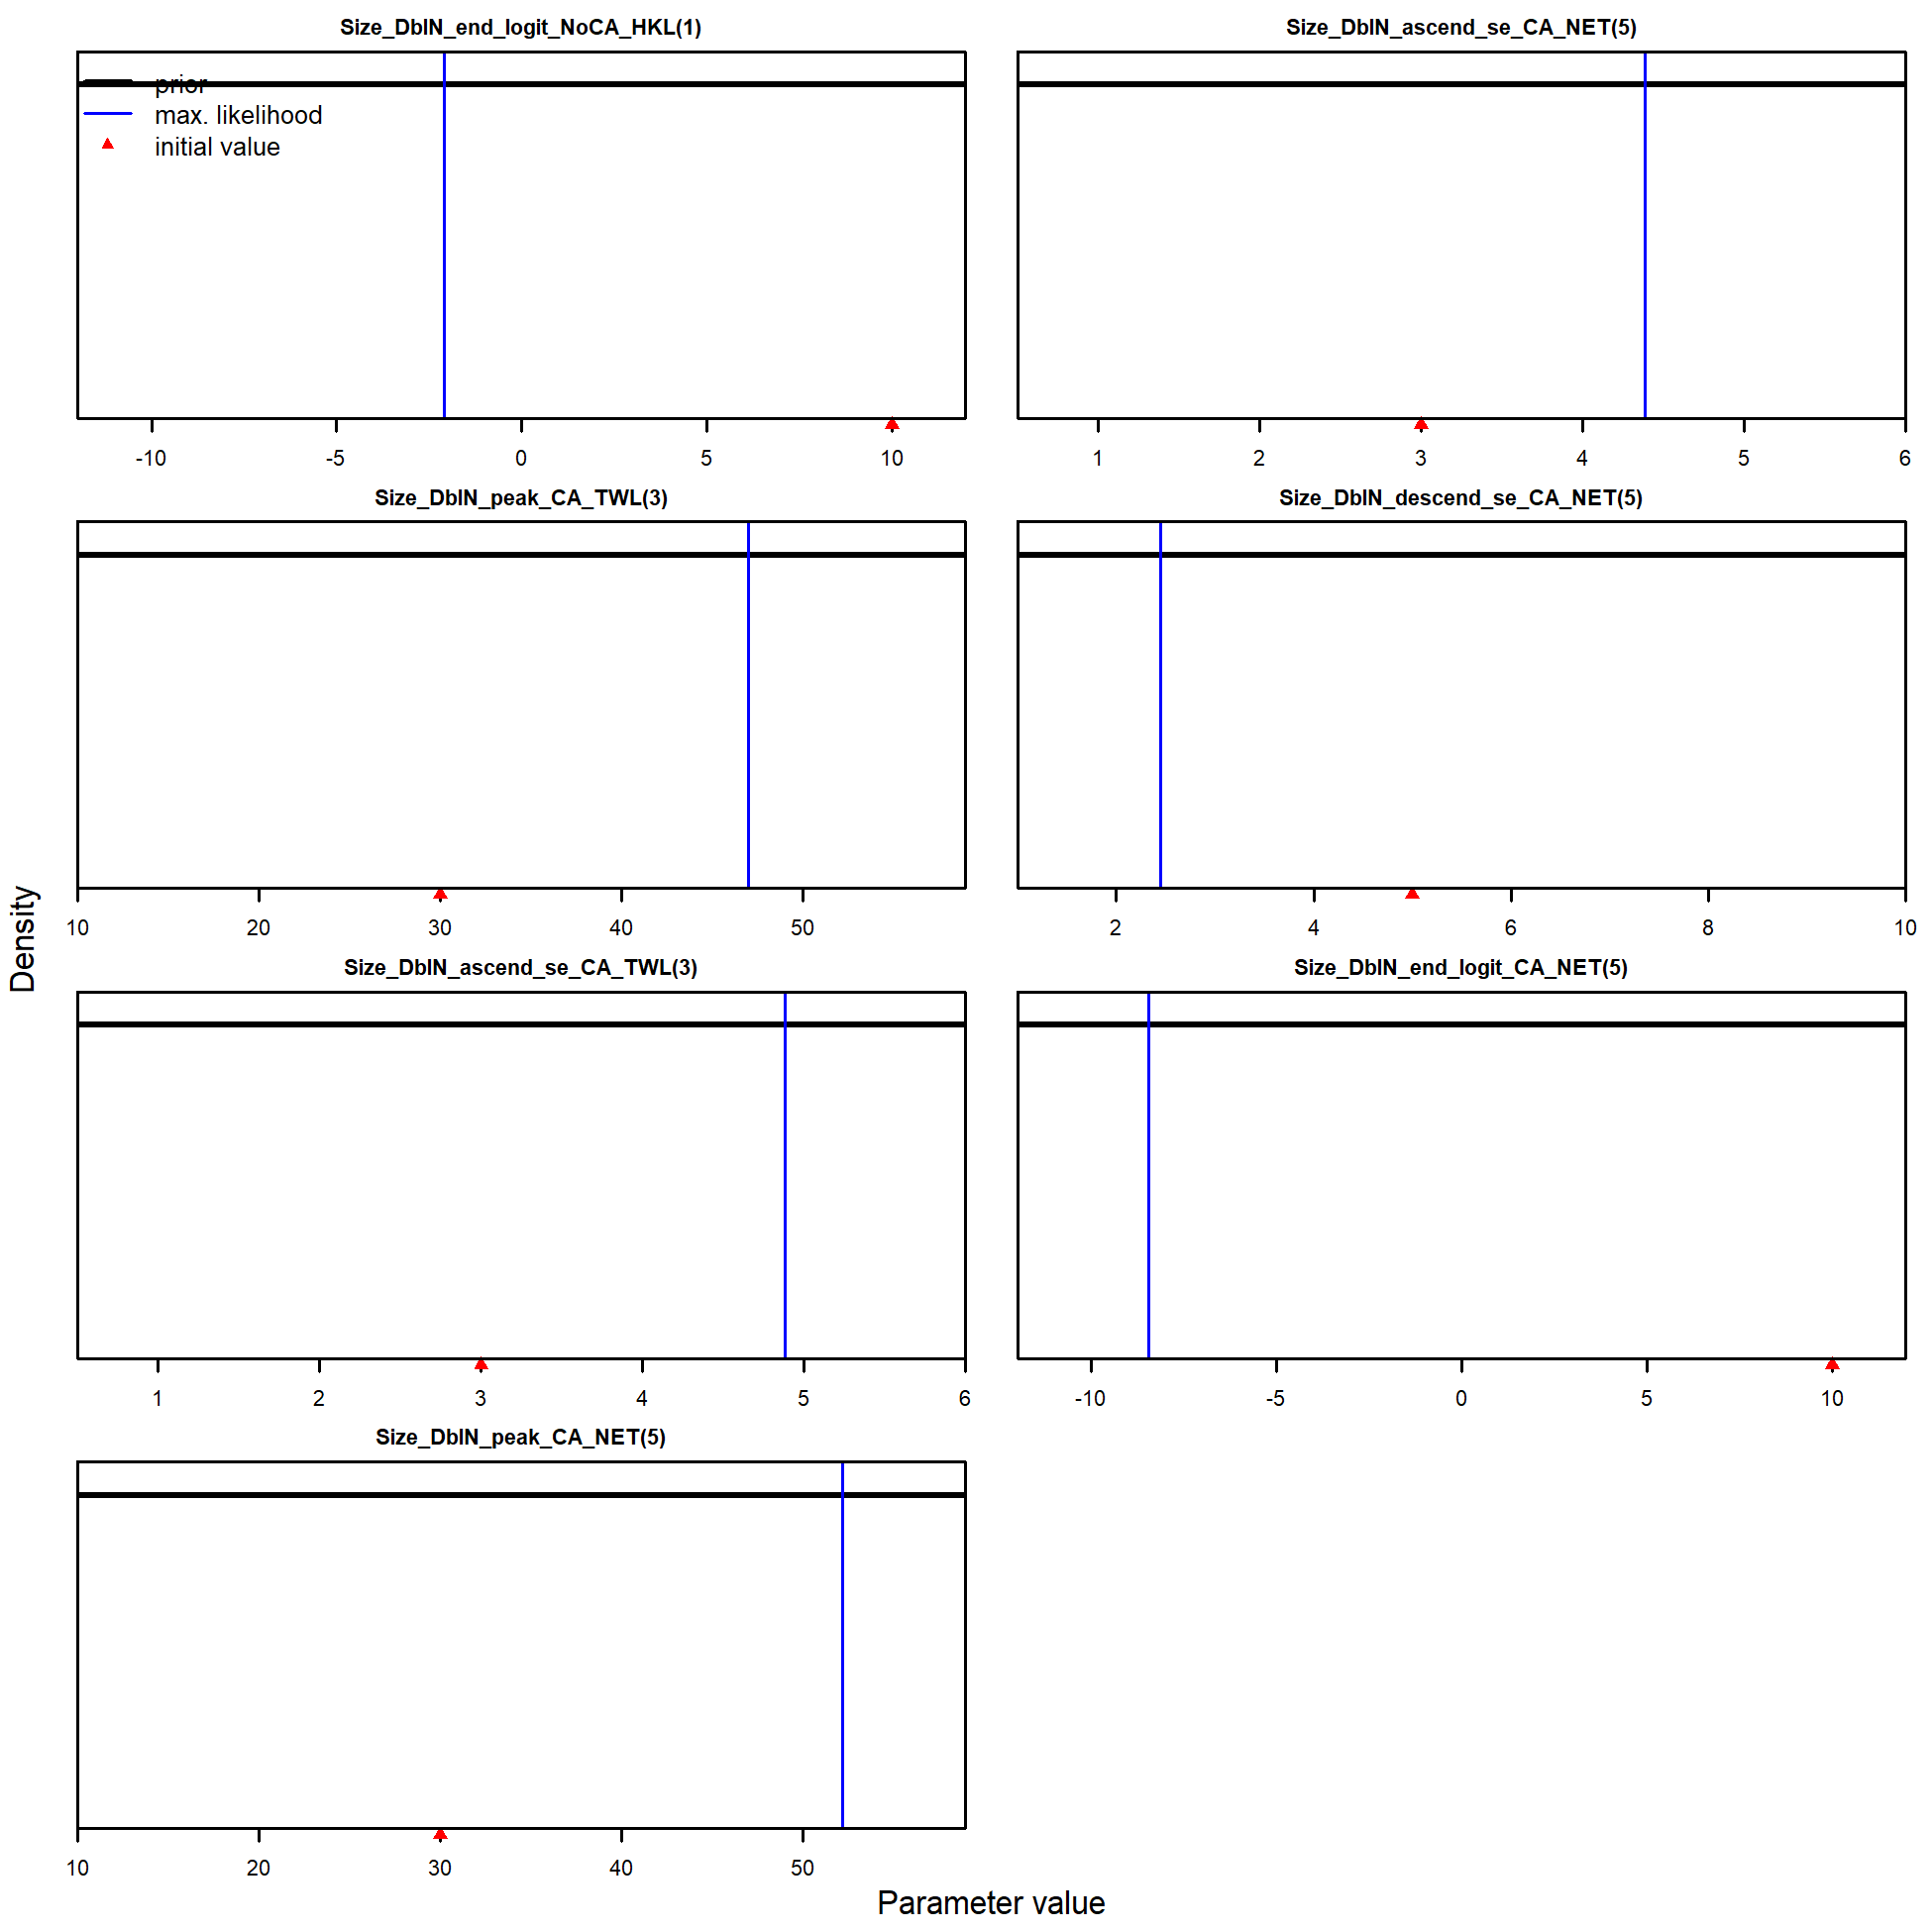 Size_DblN_end_logit_NoCA_HKL(1)
prior
max. likelihood
initial value
-10 -5 0 5 10
Size_DblN_ascend_se_CA_NET(5)
1 2 3 4 5 6
Size_DblN_peak_CA_TWL(3)
10 20 30 40 50
Size_DblN_descend_se_CA_NET(5)
2 4 6 8 10
Size_DblN_ascend_se_CA_TWL(3)
1 2 3 4 5 6
Size_DblN_end_logit_CA_NET(5)
-10 -5 0 5 10
Size_DblN_peak_CA_NET(5)
10 20 30 40 50
Density
Parameter value